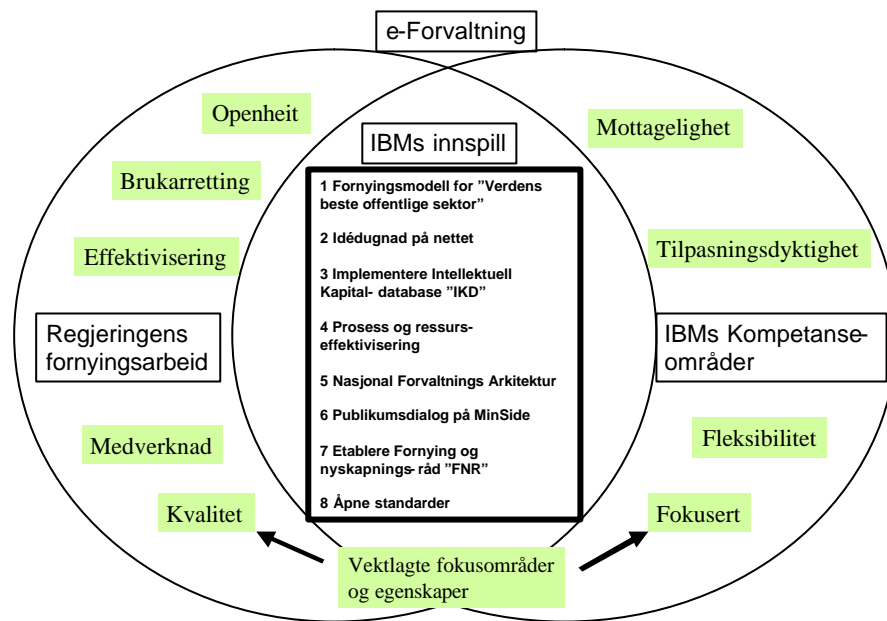 e-Forvaltning
Openheit
Mottagelighet
IBMs innspill
Brukarretting
1 Fornyingsmodell for ”Verdens
beste offentlige sektor”
2 Idédugnad på nettet
Effektivisering
Tilpasningsdyktighet
3 Implementere Intellektuell
Kapital- database ”IKD”
Regjeringens
fornyingsarbeid
4 Prosess og ressurs-
effektivisering
IBMs Kompetanse-
områder
5 Nasjonal Forvaltnings Arkitektur
6 Publikumsdialog på MinSide
Medverknad
Fleksibilitet
7 Etablere Fornying og
nyskapnings- råd ”FNR”
8 Åpne standarder
Kvalitet
Fokusert
Vektlagte fokusområder
og egenskaper